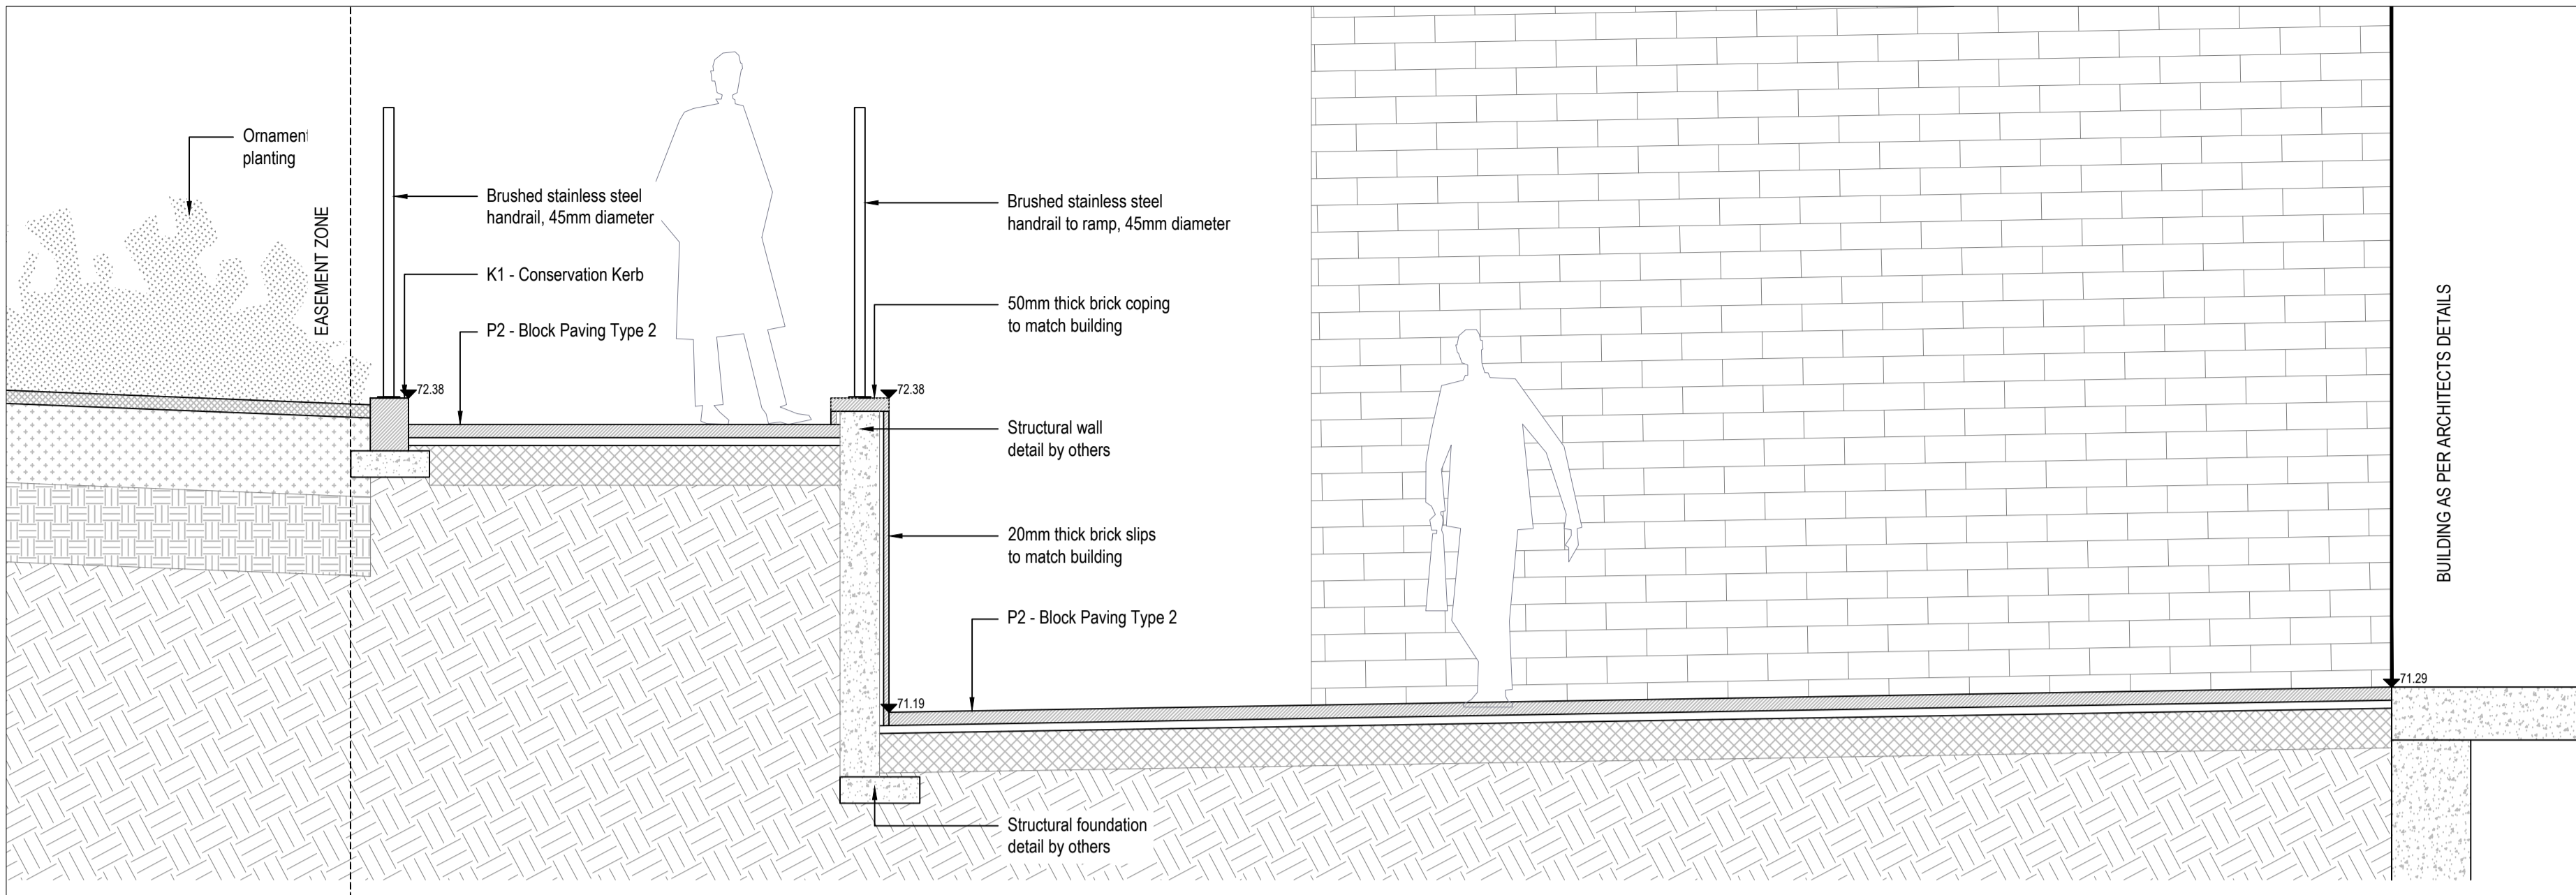 Ornament
planting
EASEMENT ZONE
Brushed stainless steel
handrail, 45mm diameter
K1 - Conservation Kerb
P2 - Block Paving Type 2
72.38
Brushed stainless steel
handrail to ramp, 45mm diameter
50mm thick brick coping
to match building
72.38
Structural wall
detail by others
20mm thick brick slips
to match building
P2 - Block Paving Type 2
71.19
Structural foundation
detail by others
71.29
BUILDING AS PER ARCHITECTS DETAILS